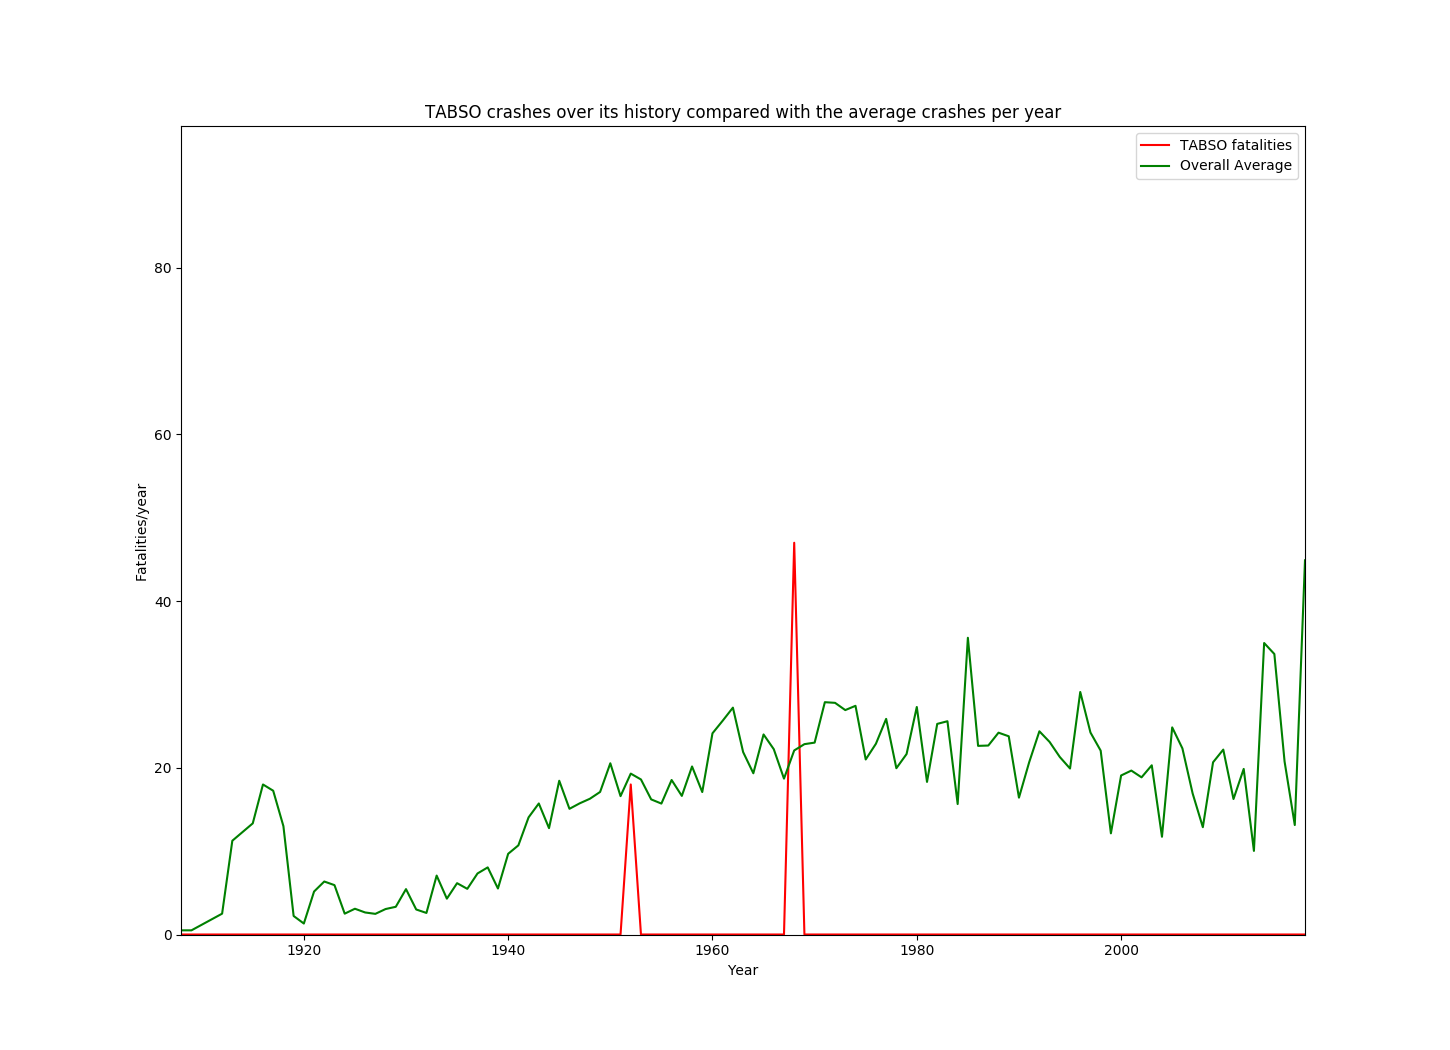 TABSO crashes over its history compared with the average crashes per year
TABSO fatalities
Overall Average
80
60
40
20
0
Fatalities/year
1920
1940
1960
1980
2000
Year